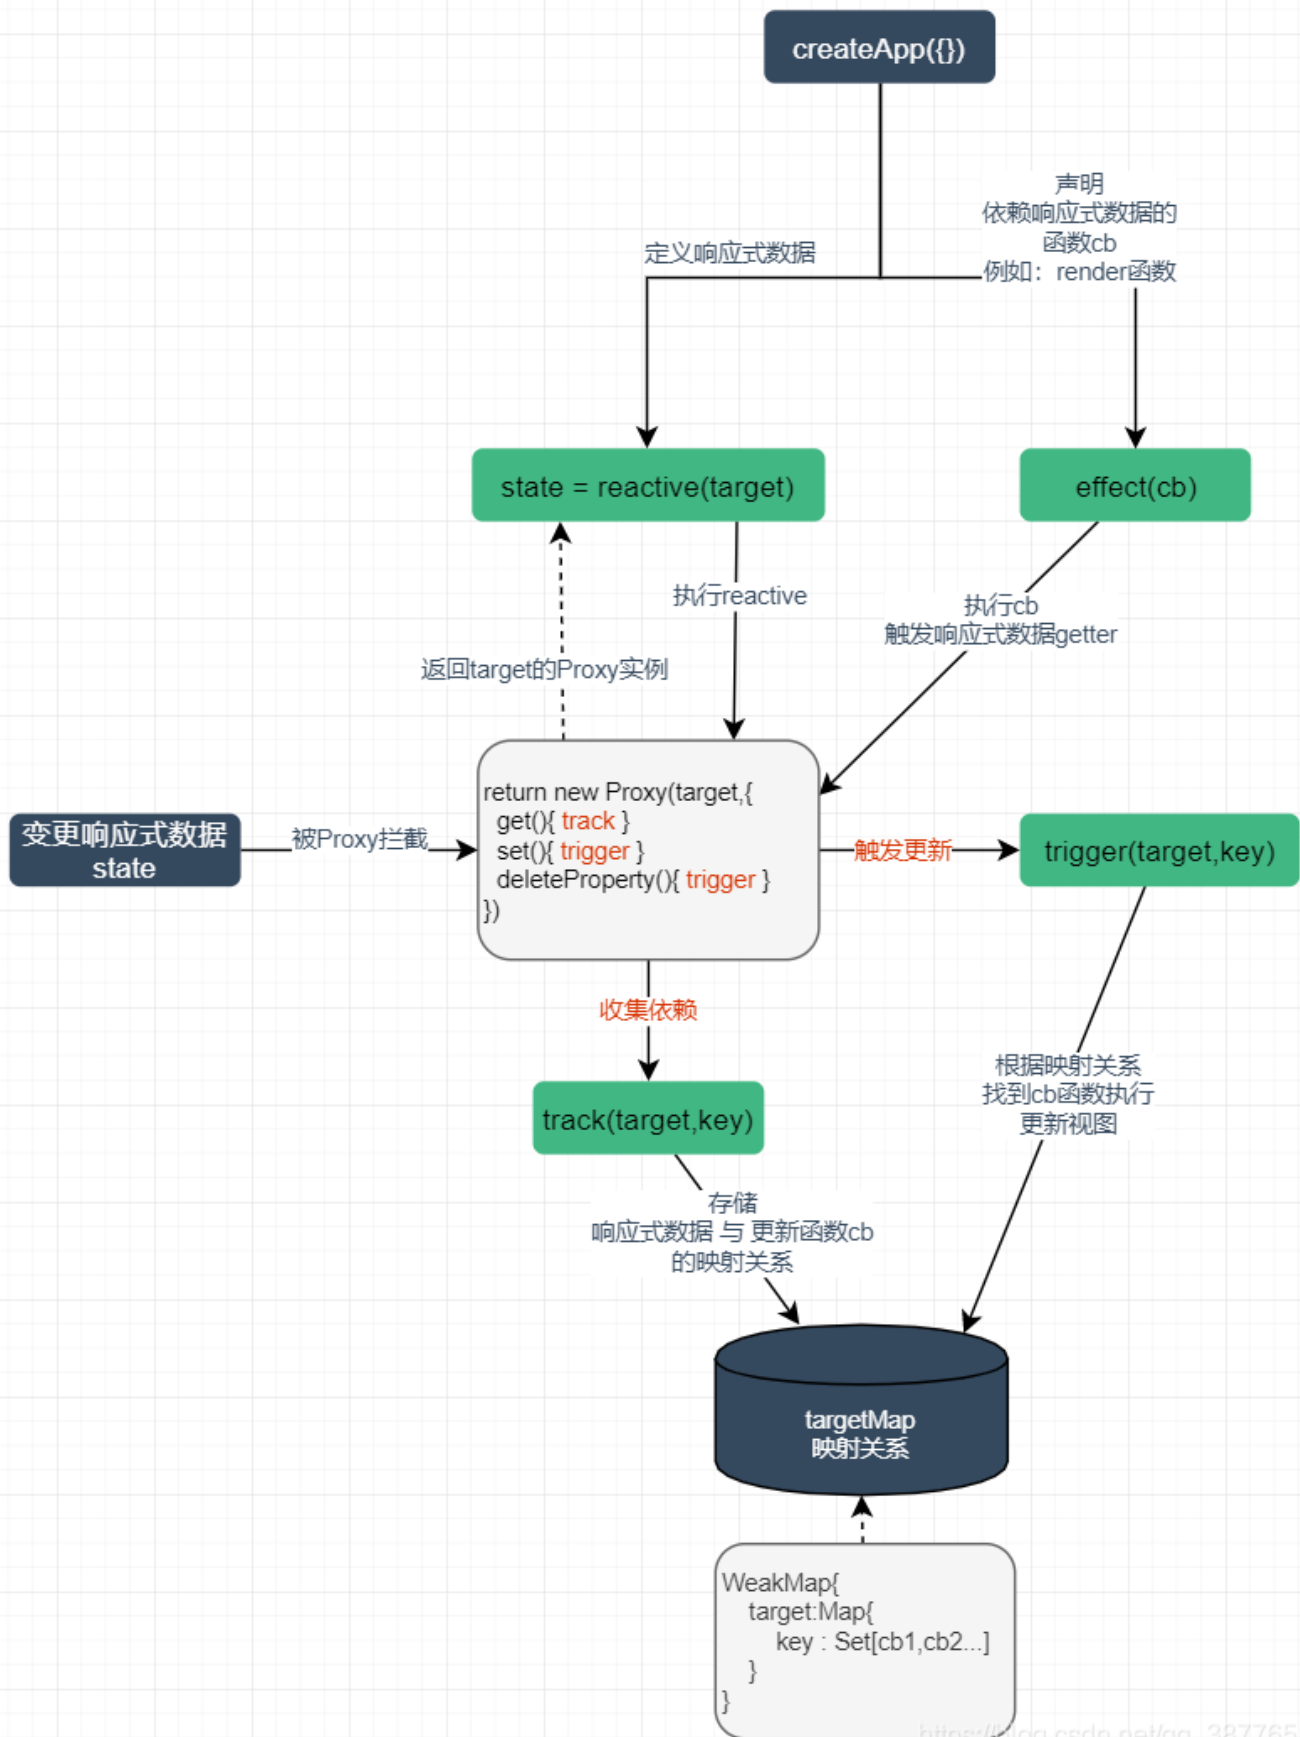 createApp({})
声明
依赖响应式数据的
函数cb
例如：render函数
定义响应式数据
state = reactive(target)
effect(cb)
执行reactive
执行cb
触发响应式数据getter
返回target的Proxy实例
return new Proxy(target,{
get(){ track }
set(){ trigger }
deleteProperty(){ trigger }
})
变更响应式数据
state
被Proxy拦截
触发更新
trigger(target,key)
收集依赖
track(target,key)
根据映射关系
找到cb函数执行
更新视图
存储
响应式数据 与 更新函数cb
的映射关系
targetMap
映射关系
WeakMap{
target:Map{
key : Set[cb1,cb2...]
}
}
https://blog.csdn.net/qq_387765